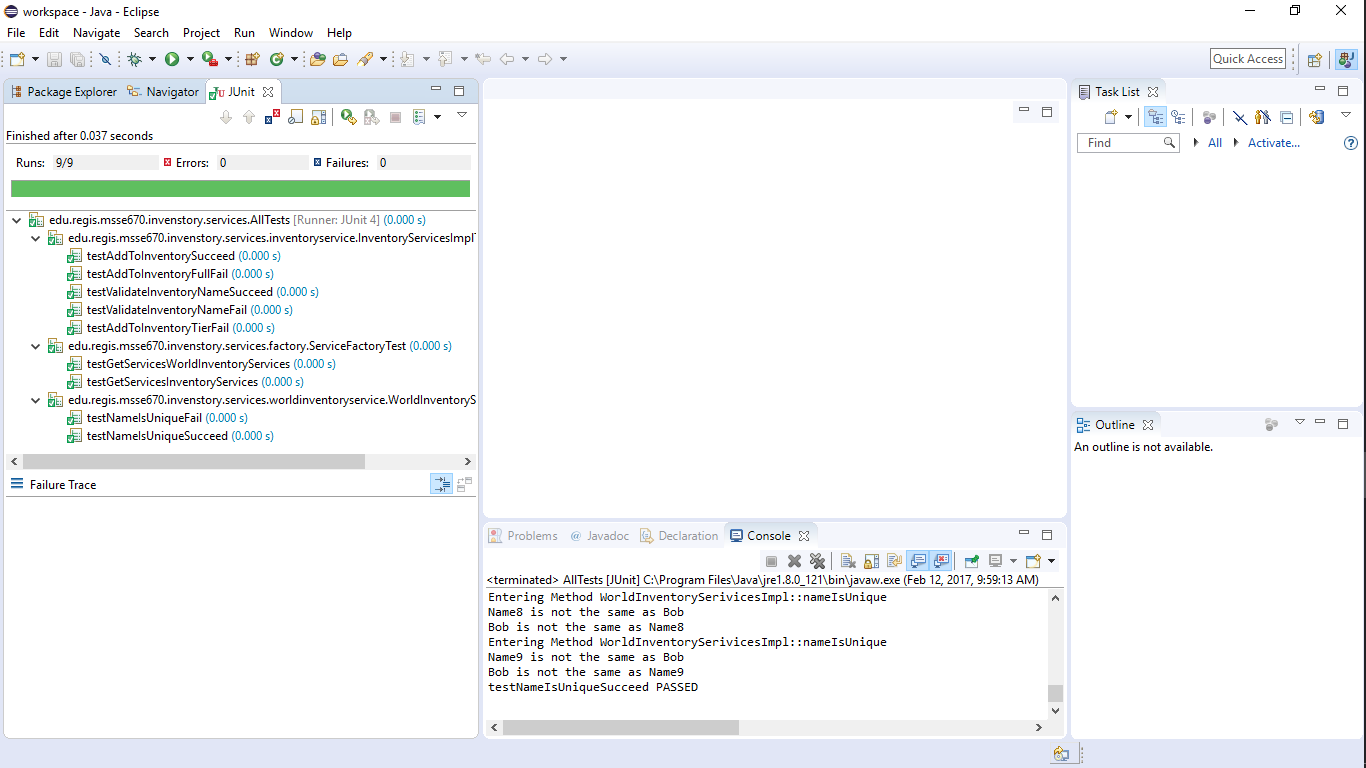 workspace - Java - Eclipse
File Edit Navigate Search Project Run Window Help
Quick Access
Package Explorer Navigator JUnit
Finished after 0.037 seconds
Runs: 9/9 Errors: 0 Failures: 0
edu.regis.msse670.invenstory.services.AllTests [Runner: JUnit 4] (0.000 s)
edu.regis.msse670.invenstory.services.inventoryservice.InventoryServicesImplT
testAddToInventorySucceed (0.000 s)
testAddToInventoryFullFail (0.000 s)
testValidateInventoryNameSucceed (0.000 s)
testValidateInventoryNameFail (0.000 s)
testAddToInventoryTierFail (0.000 s)
edu.regis.msse670.invenstory.services.factory.ServiceFactoryTest (0.000 s)
testGetServicesWorldInventoryServices (0.000 s)
testGetServicesInventoryServices (0.000 s)
edu.regis.msse670.invenstory.services.worldinventoryservice.WorldInventoryS
testNameIsUniqueFail (0.000 s)
testNameIsUniqueSucceed (0.000 s)
Failure Trace
Problems @ Javadoc Declaration Console
<terminated> AllTests [JUnit] C:\Program Files\Java\jre1.8.0_121\bin\javaw.exe (Feb 12, 2017, 9:59:13 AM)
Entering Method WorldInventorySerivicesImpl::nameIsUnique
Name8 is not the same as Bob
Bob is not the same as Name8
Entering Method WorldInventorySerivicesImpl::nameIsUnique
Name9 is not the same as Bob
Bob is not the same as Name9
testNameIsUniqueSucceed PASSED
Task List
Find All Activate...
Outline
An outline is not available.